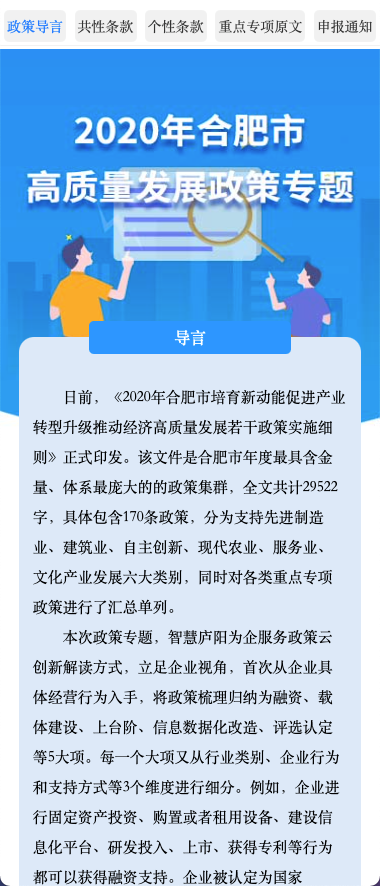 政策导言 共性条款 个性条款 重点专项原文 申报通知
2020年合肥市
高质量发展政策专题
导言
日前，《2020年合肥市培育新动能促进产业
转型升级推动经济高质量发展若干政策实施细
则》正式印发。该文件是合肥市年度最具含金
量、体系最庞大的的政策集群，全文共计29522
字，具体包含170条政策，分为支持先进制造
业、建筑业、自主创新、现代农业、服务业、
文化产业发展六大类别，同时对各类重点专项
政策进行了汇总单列。
本次政策专题，智慧庐阳为企服务政策云
创新解读方式，立足企业视角，首次从企业具
体经营行为入手，将政策梳理归纳为融资、载
体建设、上台阶、信息数据化改造、评选认定
等5大项。每一个大项又从行业类别、企业行为
和支持方式等3个维度进行细分。例如，企业进
行固定资产投资、购置或者租用设备、建设信
息化平台、研发投入、上市、获得专利等行为
都可以获得融资支持。企业被认定为国家